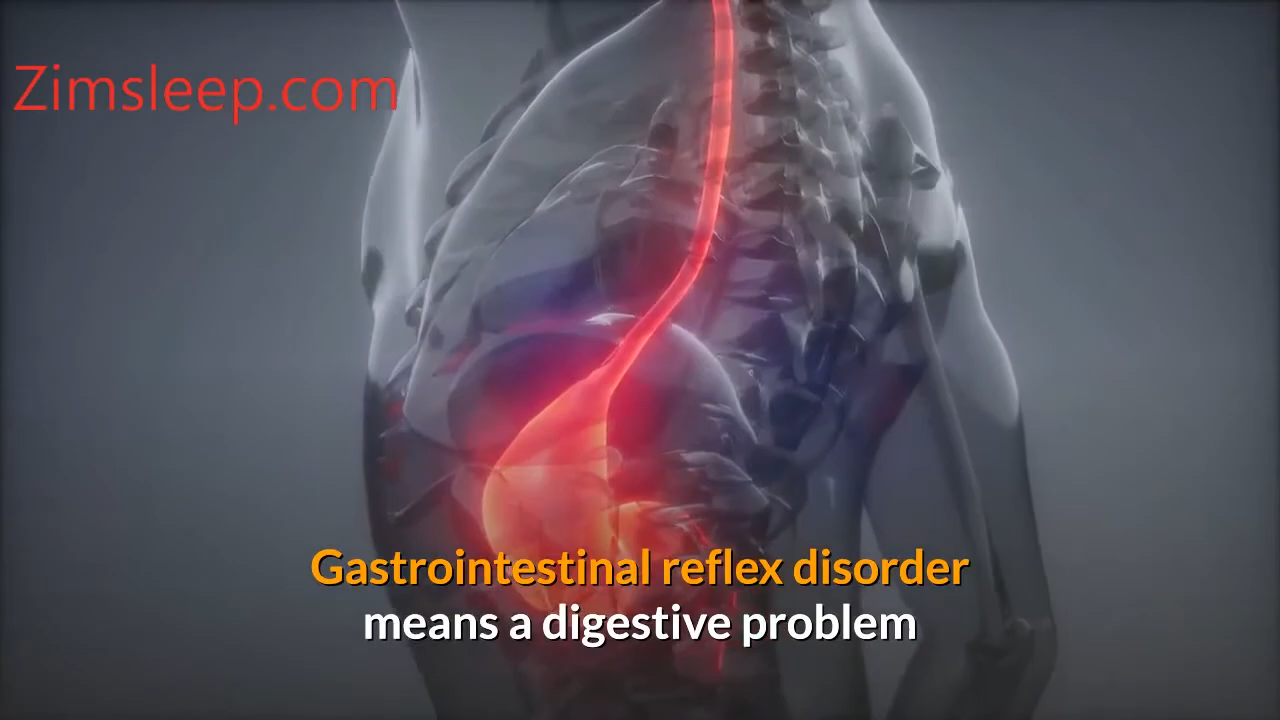 Zimsleep.com
Gastrointestinal reflex disorder
means a digestive problem